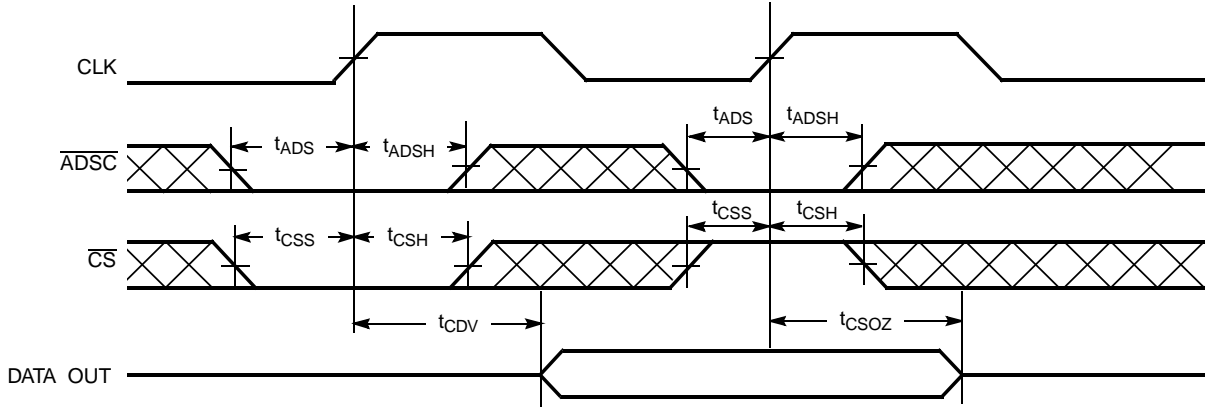 CLK
tADS tADSH tADS tADSH
ADSC
tCSS tCSH tCSS tCSH
CS
tCDV tCSOZ
DATA OUT